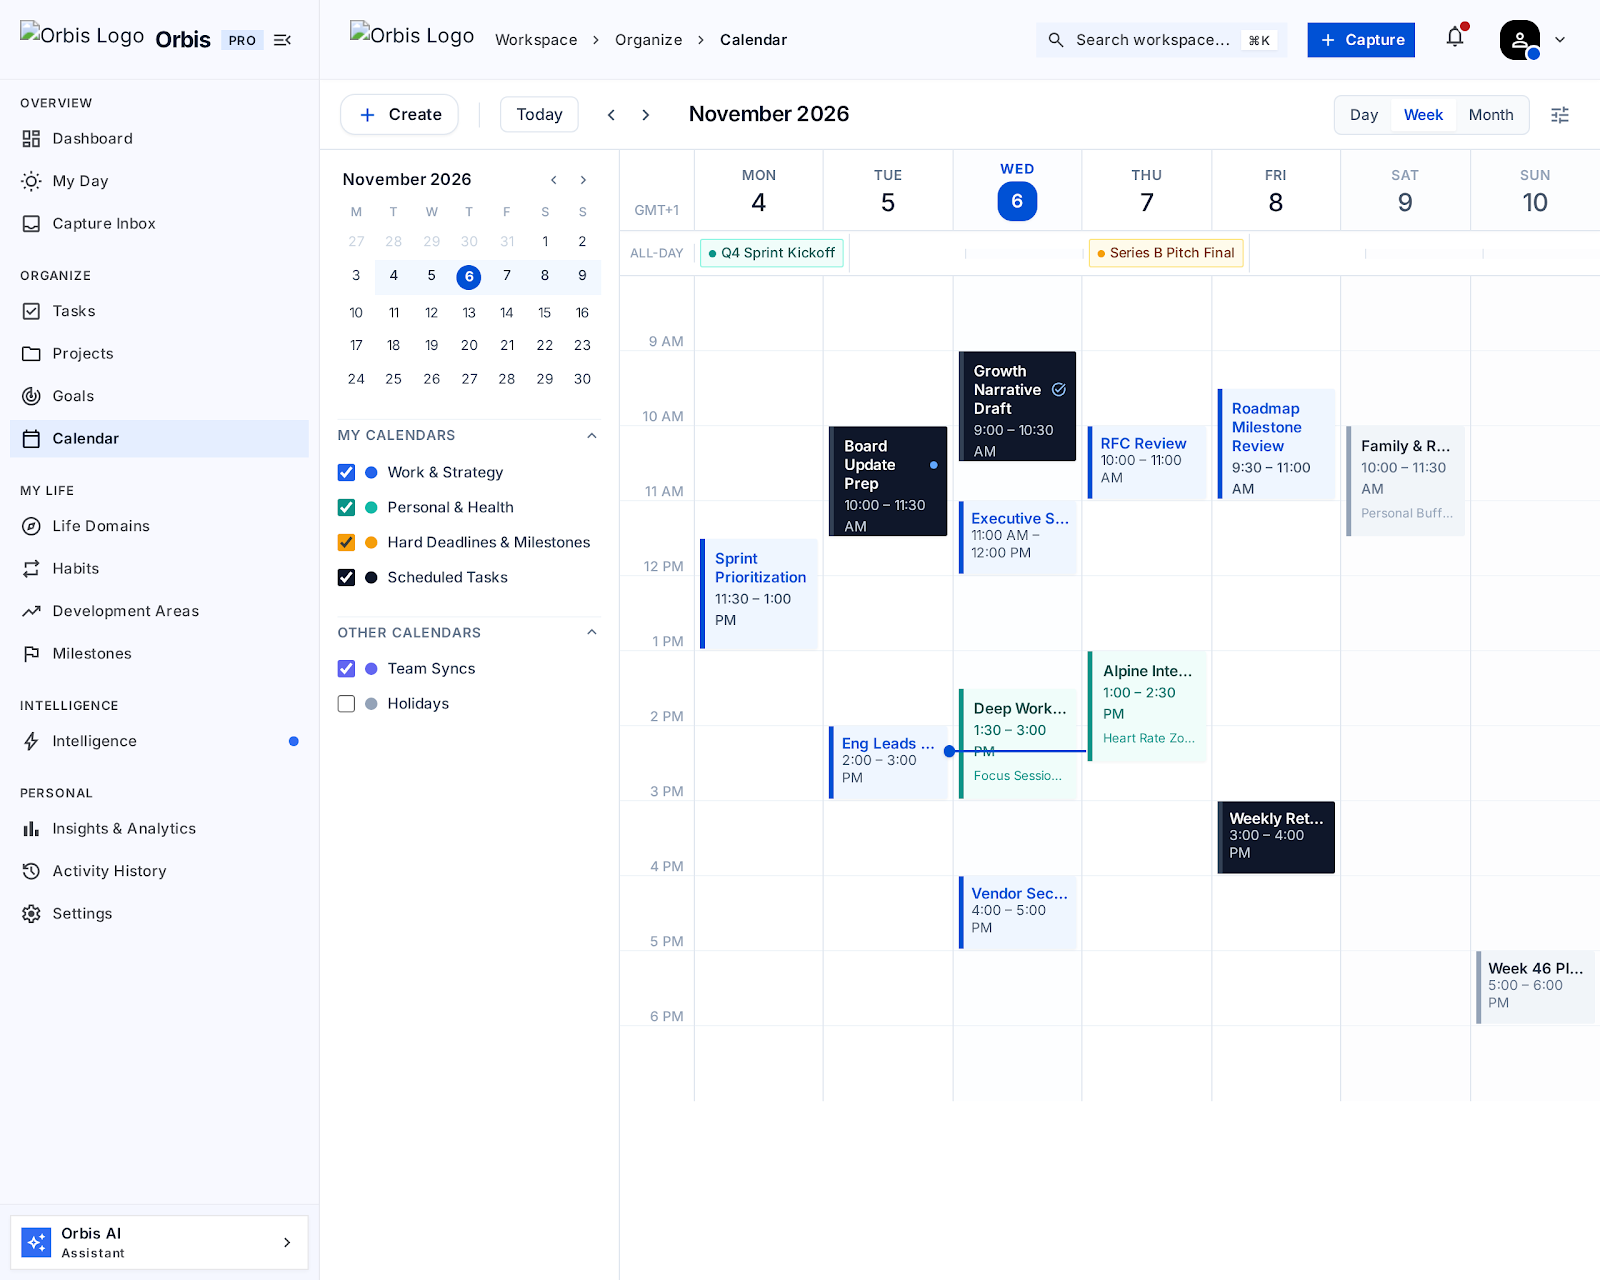 Orbis Logo Orbis PRO
OVERVIEW
Dashboard
My Day
Capture Inbox
ORGANIZE
Tasks
Projects
Goals
Calendar
MY LIFE
Life Domains
Habits
Development Areas
Milestones
INTELLIGENCE
Intelligence
PERSONAL
Insights & Analytics
Activity History
Settings
Orbis AI
Assistant
Orbis Logo Workspace Organize Calendar
Search workspace... ⌘K
Capture
Create
Today
November 2026
Day Week Month
November 2026
M T W T F S S
27 28 29 30 31 1 2
3 4 5 6 7 8 9
10 11 12 13 14 15 16
17 18 19 20 21 22 23
24 25 26 27 28 29 30
MY CALENDARS
Work & Strategy
Personal & Health
Hard Deadlines & Milestones
Scheduled Tasks
OTHER CALENDARS
Team Syncs
Holidays
GMT+1
MON TUE WED THU FRI SAT SUN
4 5 6 7 8 9 10
ALL-DAY
Q4 Sprint Kickoff
Series B Pitch Final
9 AM
10 AM
11 AM
12 PM
1 PM
2 PM
3 PM
4 PM
5 PM
6 PM
Sprint
Prioritization
11:30 – 1:00
PM
Board
Update
Prep
10:00 – 11:30
AM
Eng Leads ...
2:00 – 3:00
PM
Growth
Narrative
Draft
9:00 – 10:30
AM
Executive S...
11:00 AM –
12:00 PM
Deep Work...
1:30 – 3:00
PM
Focus Sessio...
Vendor Sec...
4:00 – 5:00
PM
RFC Review
10:00 – 11:00
AM
Alpine Inte...
1:00 – 2:30
PM
Heart Rate Zo...
Roadmap
Milestone
Review
9:30 – 11:00
AM
Weekly Ret...
3:00 – 4:00
PM
Family & R...
10:00 – 11:30
AM
Personal Buff...
Week 46 Pl...
5:00 – 6:00
PM